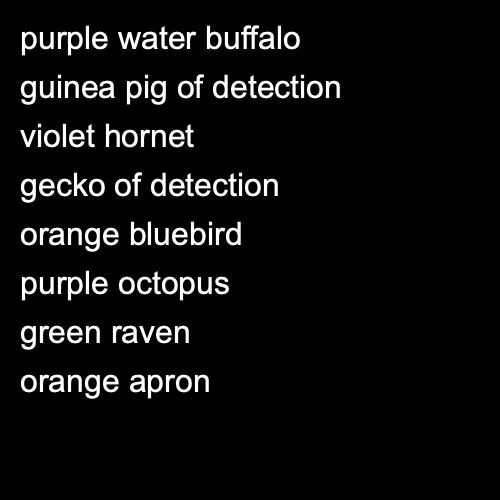 purple water buffalo
guinea pig of detection
violet hornet
gecko of detection
orange bluebird
purple octopus
green raven
orange apron